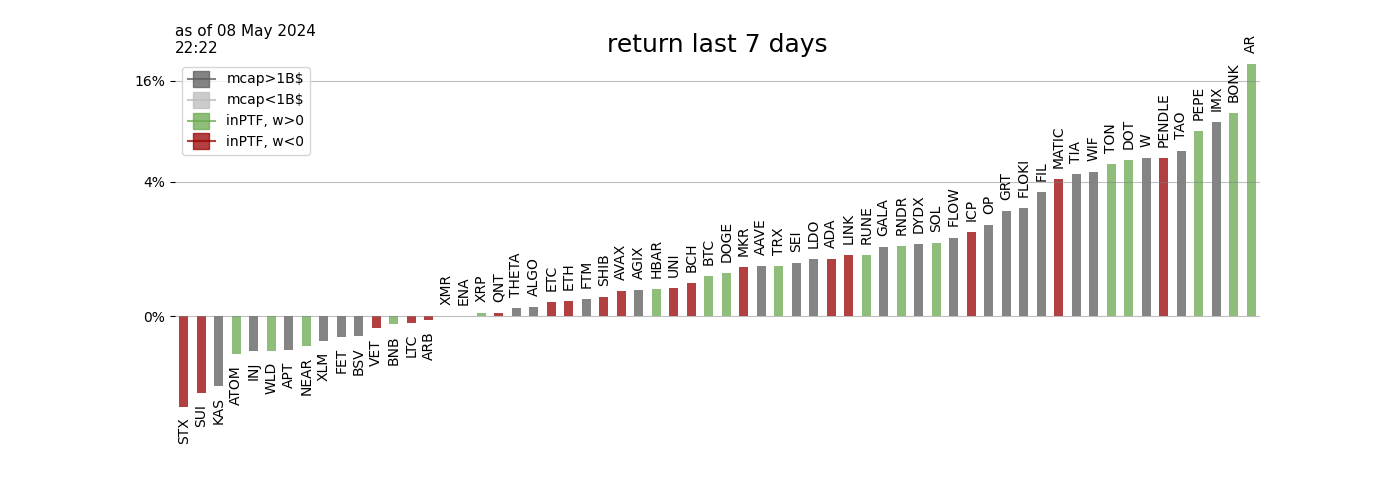 as of 08 May 2024
22:22
return last 7 days
mcap>1B$
mcap<1B$
inPTF, w>0
inPTF, w<0
16%
4%
0%
STX
SUI
KAS
ATOM
INJ
WLD
APT
NEAR
XLM
FET
BSV
VET
BNB
LTC
ARB
XMR
ENA
XRP
QNT
THETA
ALGO
ETC
ETH
FTM
SHIB
AVAX
AGIX
HBAR
UNI
BCH
BTC
DOGE
MKR
AAVE
TRX
SEI
LDO
ADA
LINK
RUNE
GALA
RNDR
DYDX
SOL
FLOW
ICP
OP
GRT
FLOKI
FIL
MATIC
TIA
WIF
TON
DOT
W
PENDLE
TAO
PEPE
IMX
BONK
AR